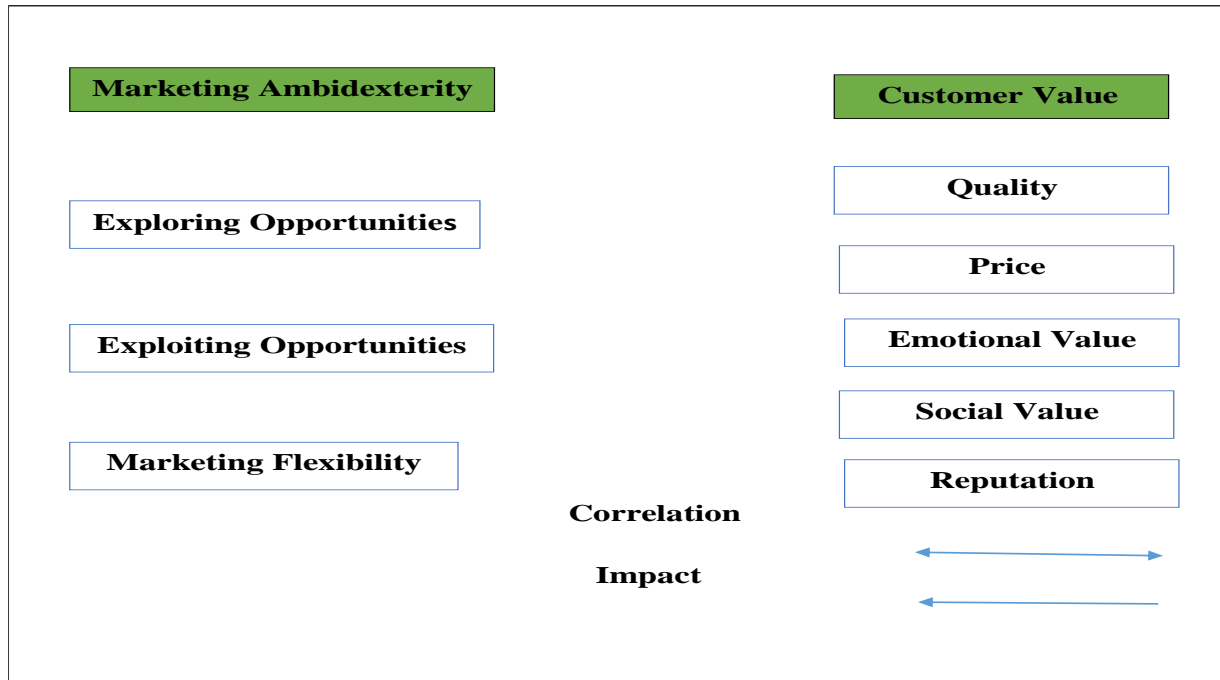 Marketing Ambidexterity
Customer Value
Exploring Opportunities
Exploiting Opportunities
Marketing Flexibility
Quality
Price
Emotional Value
Social Value
Reputation
Correlation
Impact